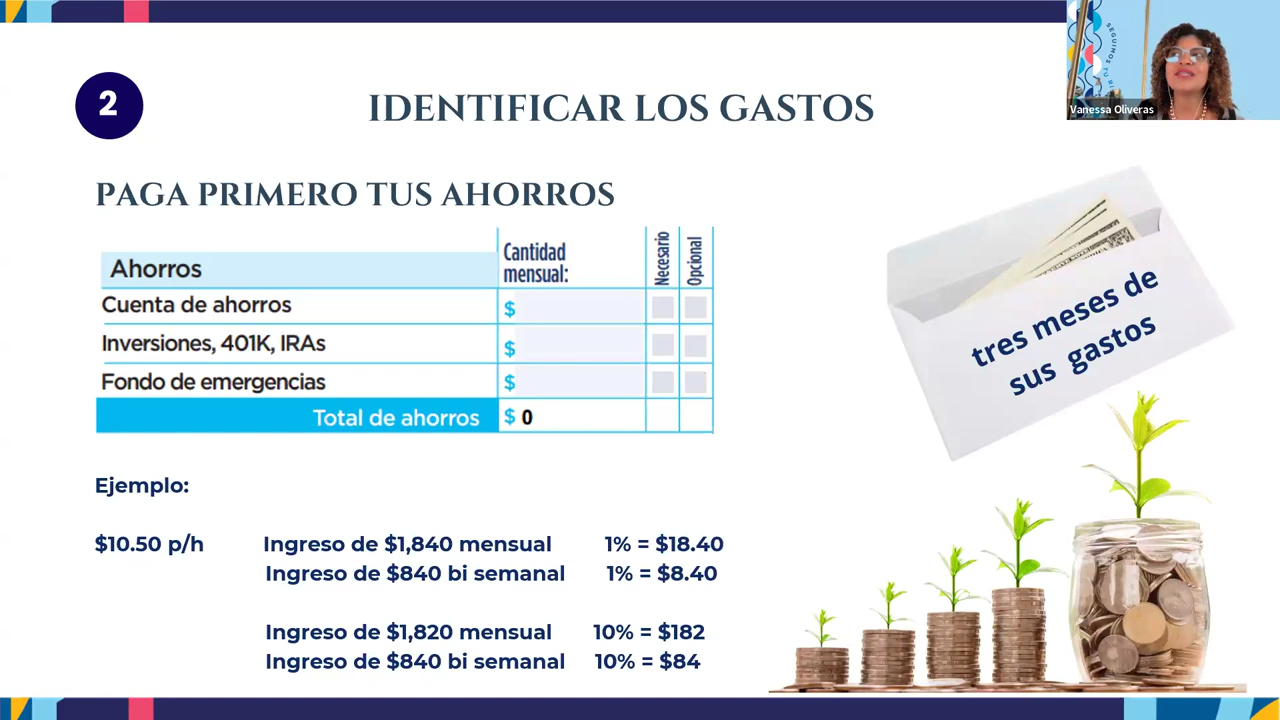 2
IDENTIFICAR LOS GASTOS
Vanessa Oliveras
PAGA PRIMERO TUS AHORROS
Ahorros
Cantidad
mensual:
Necesario
Opcional
Cuenta de ahorros $
Inversiones, 401K, IRAs $
Fondo de emergencias $
Total de ahorros $ 0
tres meses de
sus gastos
Ejemplo:
$10.50 p/h Ingreso de $1,840 mensual 1% = $18.40
Ingreso de $840 bi semanal 1% = $8.40
Ingreso de $1,820 mensual 10% = $182
Ingreso de $840 bi semanal 10% = $84